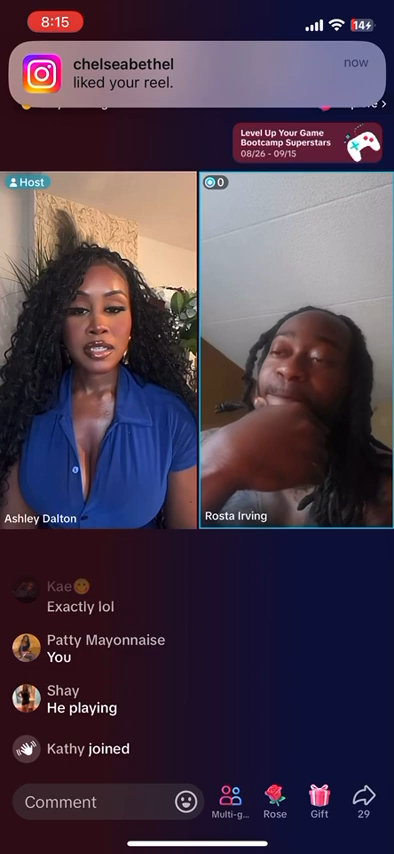 8:15
14
chelseabethel
now
liked your reel.
Level Up Your Game
Bootcamp Superstars
08/26 - 09/15
Host
0
Ashley Dalton
Rosta Irving
Kae
Exactly lol
Patty Mayonnaise
You
Shay
He playing
Kathy joined
Comment
Multi-g...
Rose
Gift
29